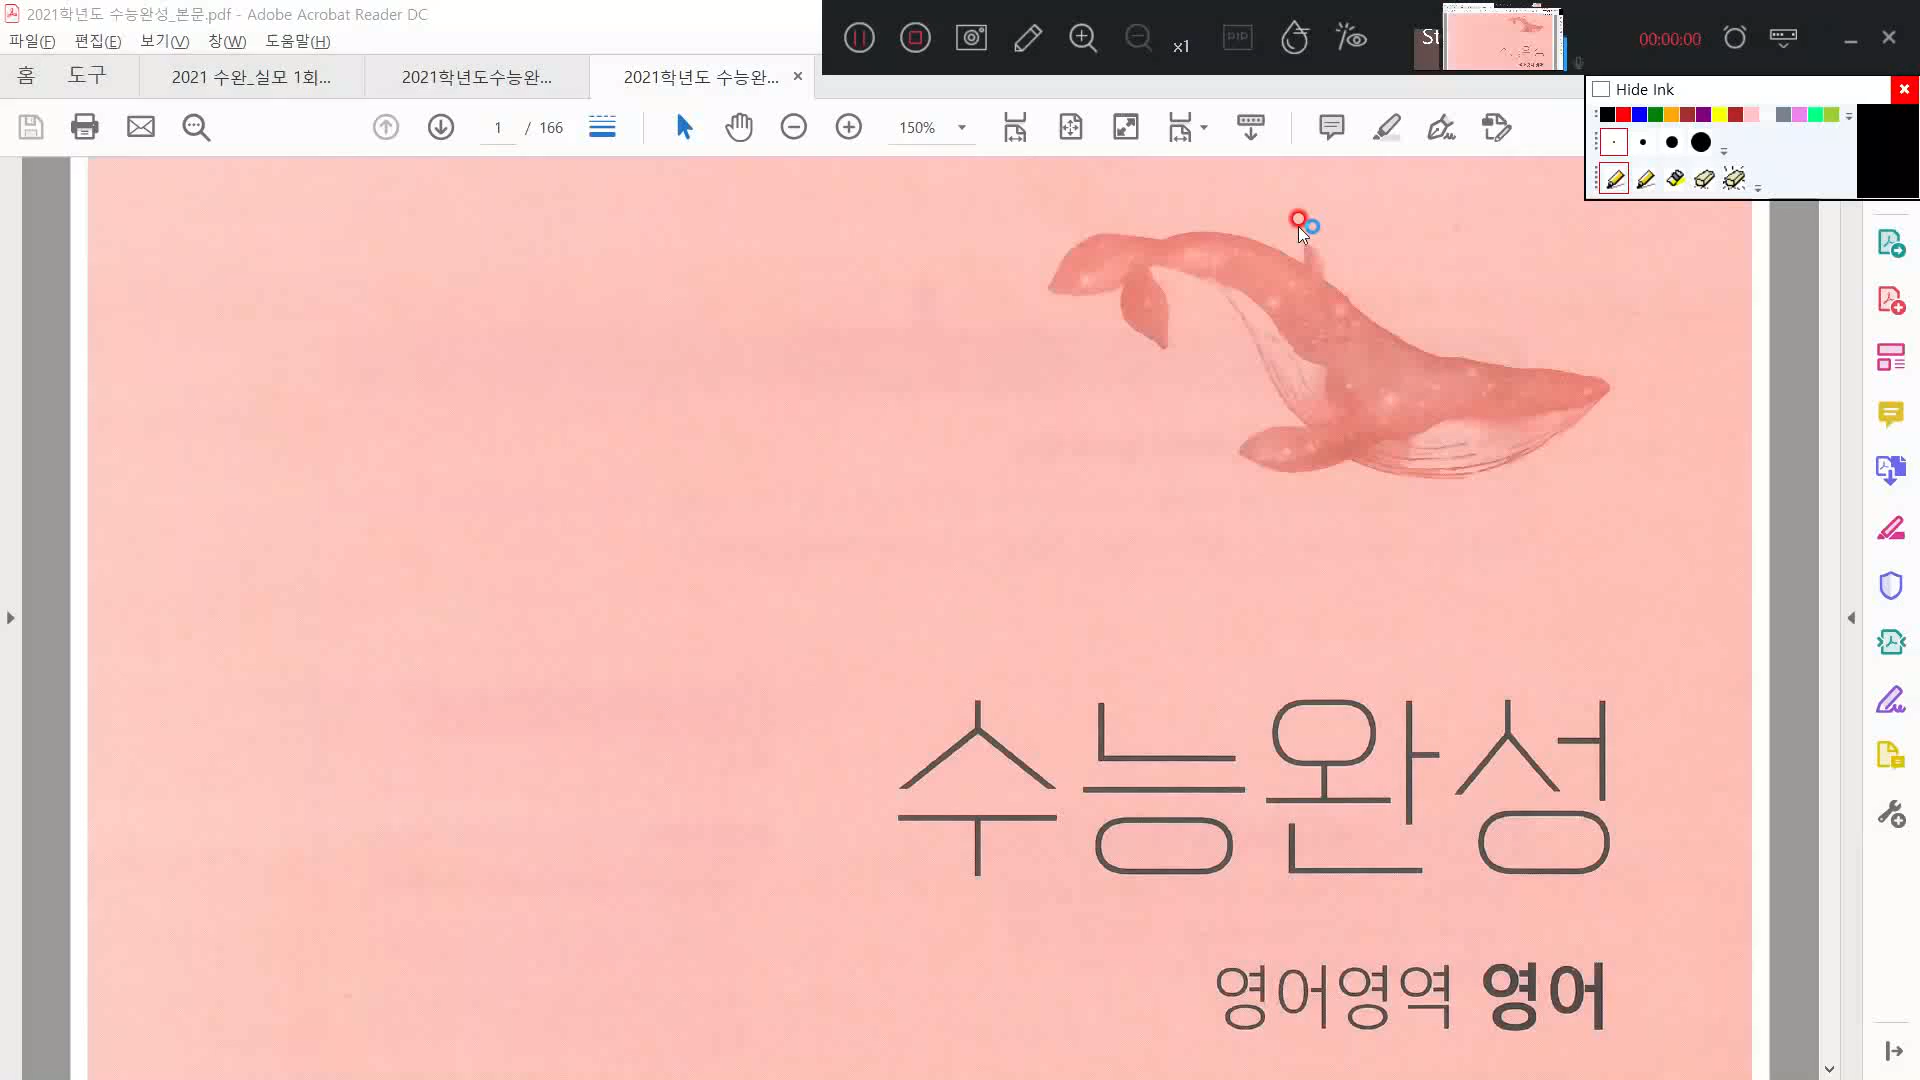 2021학년도 수능완성_본문.pdf - Adobe Acrobat Reader DC
파일(F) 편집(E) 보기(V) 창(W) 도움말(H)
x1
PIP
St
00:00:00
홈 도구 2021 수완_실모 1회... 2021학년도수능완... 2021학년도 수능완...
Hide Ink
1 / 166
150%
수능완성
영어영역 영어